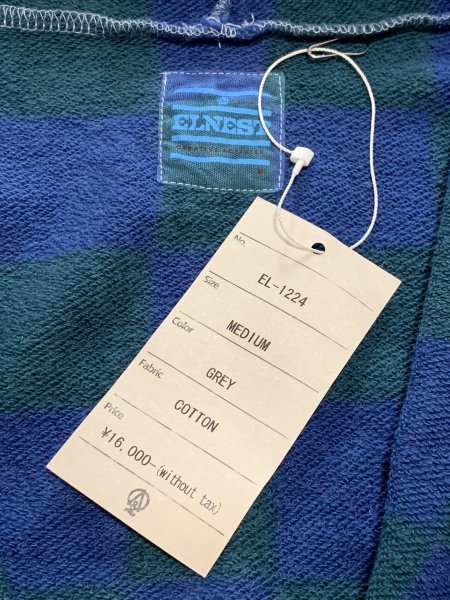 ELNEST
M
No. EL-1224
Size MEDIUM
Color GREY
Fabric COTTON
Price ¥16,000-(without tax)